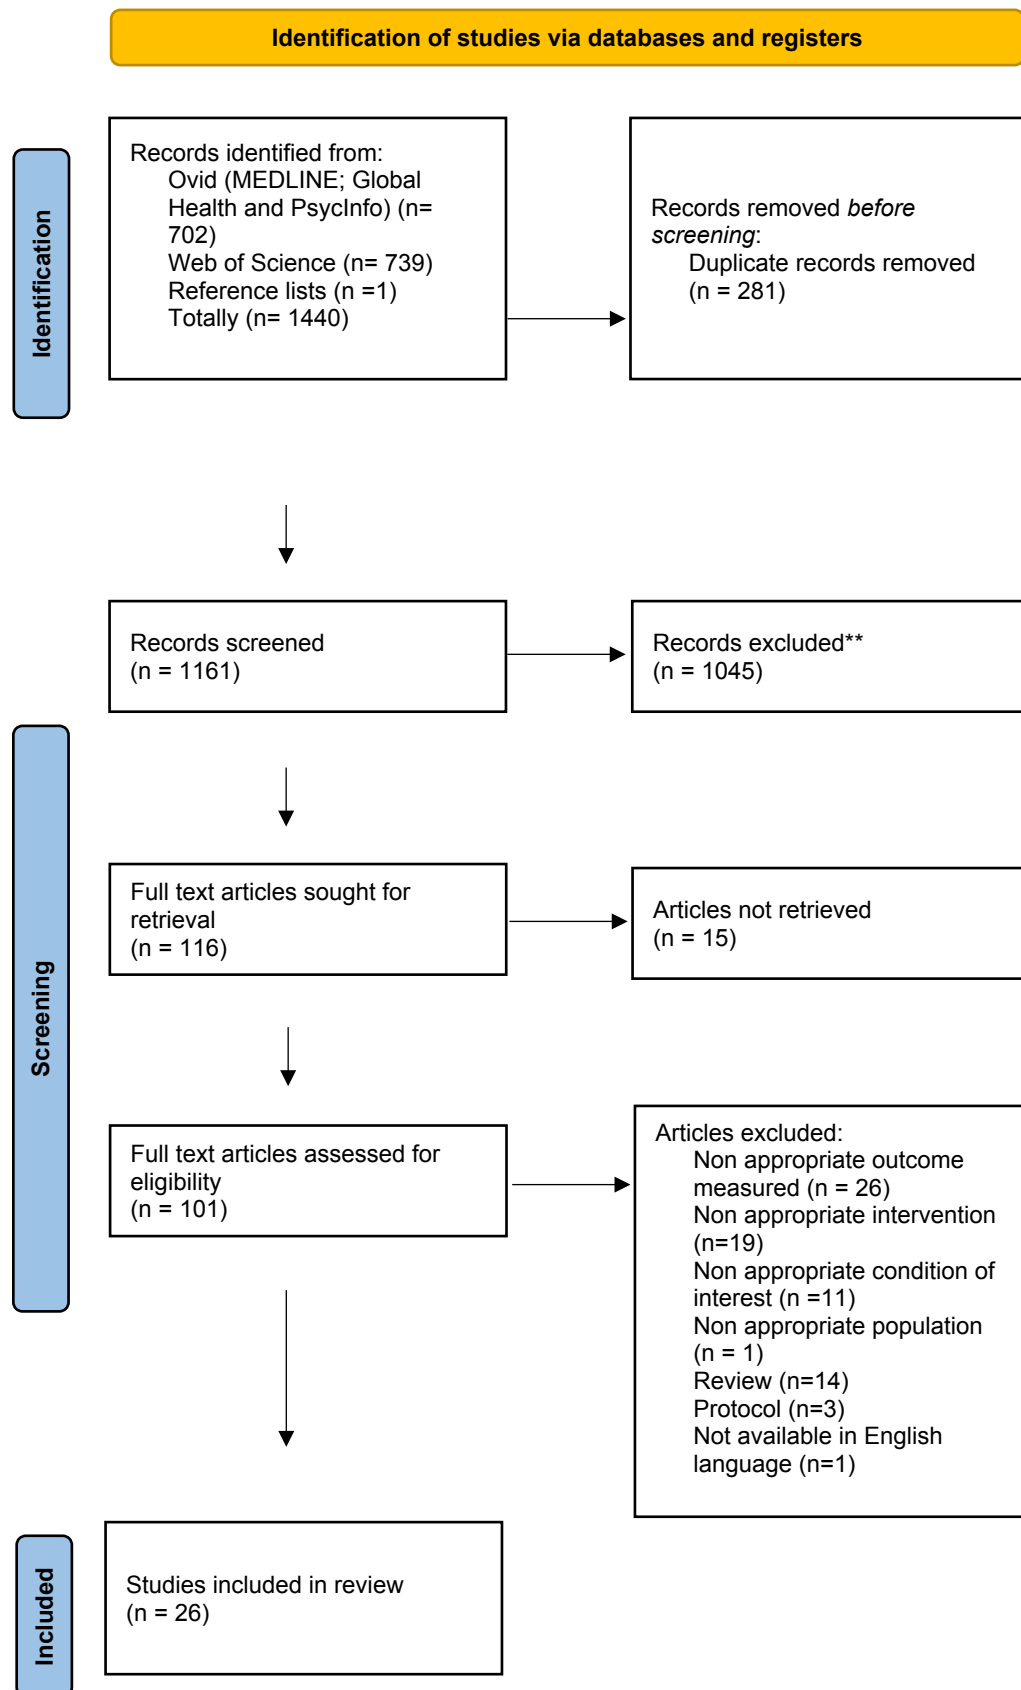 Identification of studies via databases and registers
Identification
Records identified from:
Ovid (MEDLINE; Global
Health and PsycInfo) (n=
702)
Web of Science (n= 739)
Reference lists (n =1)
Totally (n= 1440)
Records removed before
screening:
Duplicate records removed
(n = 281)
Records screened
(n = 1161)
Records excluded**
(n = 1045)
Screening
Full text articles sought for
retrieval
(n = 116)
Articles not retrieved
(n = 15)
Full text articles assessed for
eligibility
(n = 101)
Articles excluded:
Non appropriate outcome
measured (n = 26)
Non appropriate intervention
(n=19)
Non appropriate condition of
interest (n =11)
Non appropriate population
(n = 1)
Review (n=14)
Protocol (n=3)
Not available in English
language (n=1)
Included
Studies included in review
(n = 26)